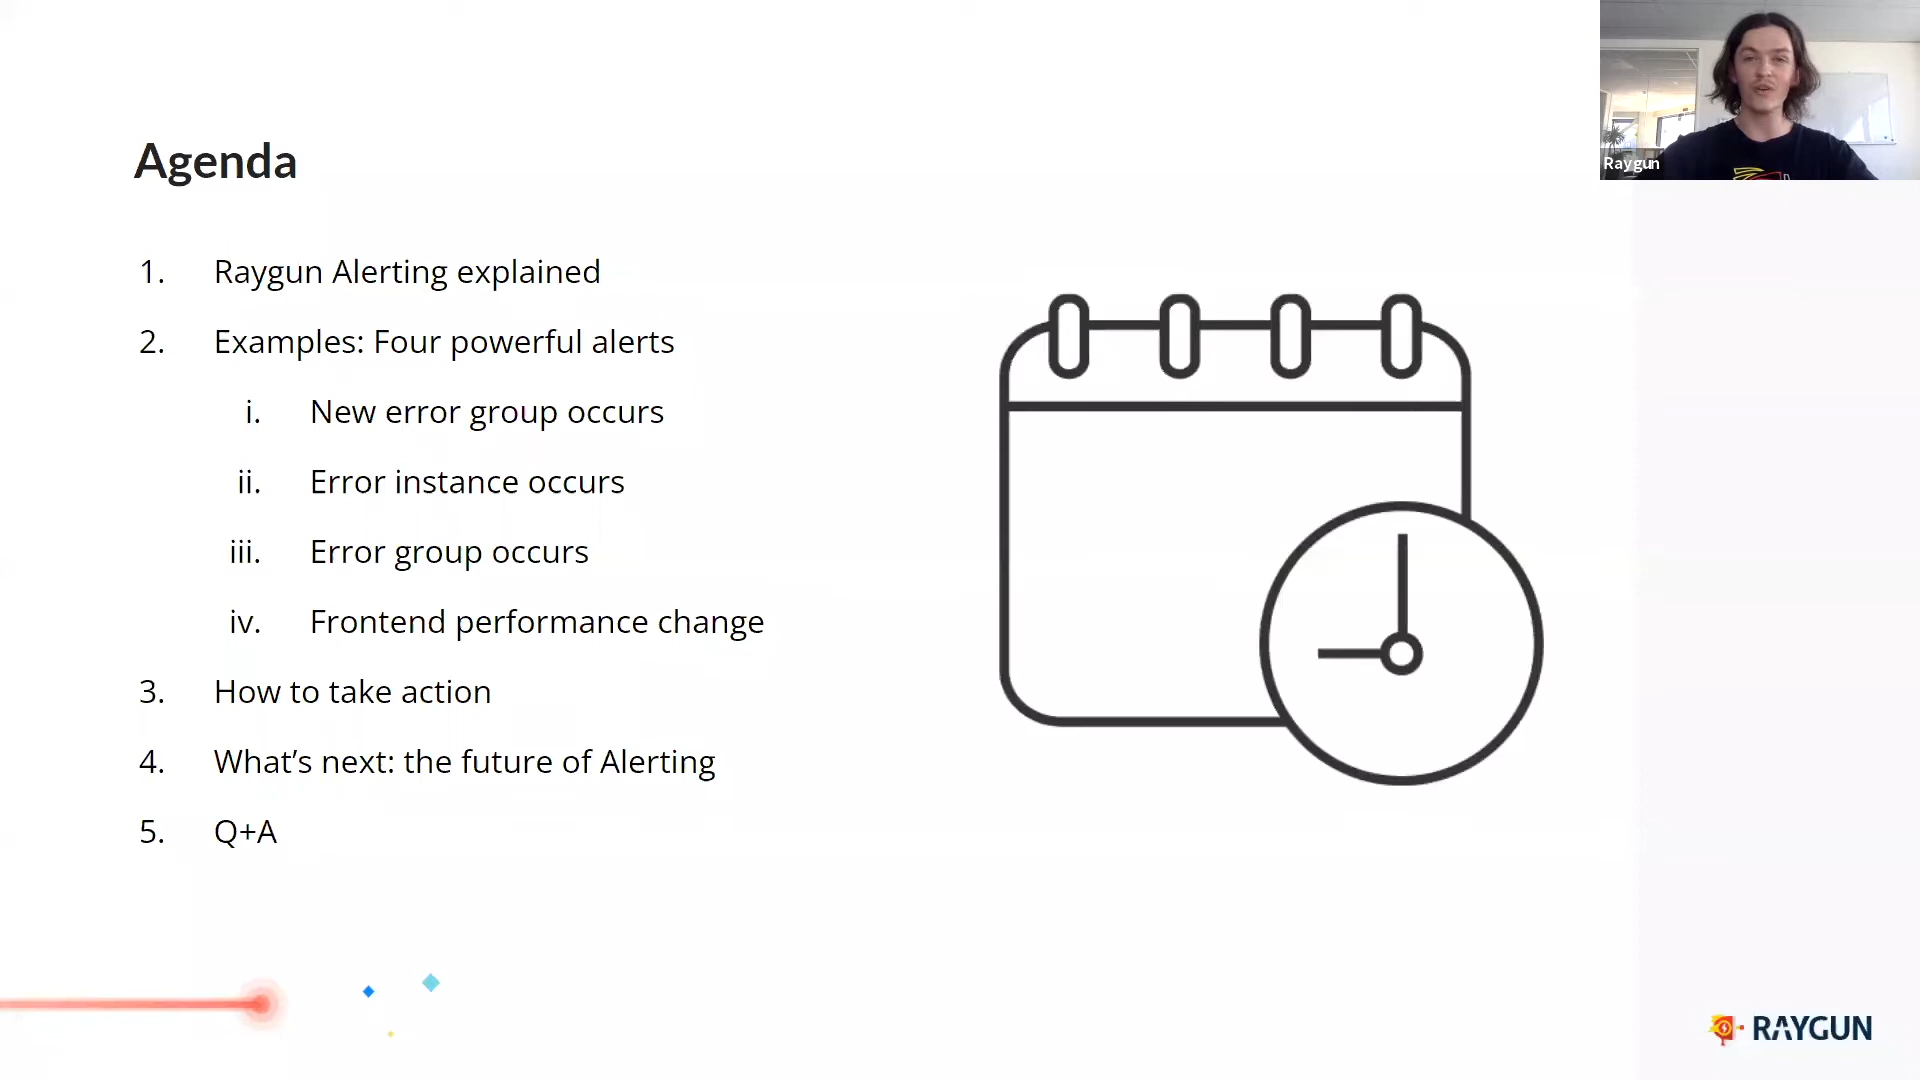 Agenda
1. Raygun Alerting explained
2. Examples: Four powerful alerts
i. New error group occurs
ii. Error instance occurs
iii. Error group occurs
iv. Frontend performance change
3. How to take action
4. What’s next: the future of Alerting
5. Q+A
Raygun
RAYGUN